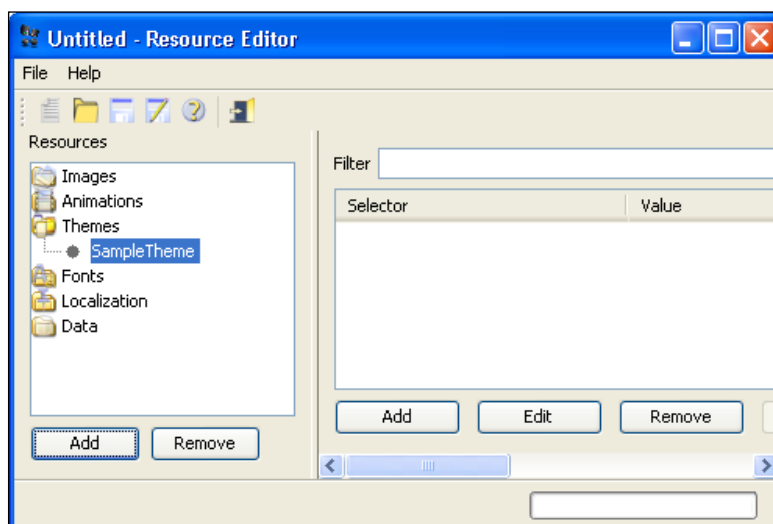 Untitled - Resource Editor
File Help
Resources
Images
Animations
Themes
SampleTheme
Fonts
Localization
Data
Add Remove
Filter
Selector Value
Add Edit Remove